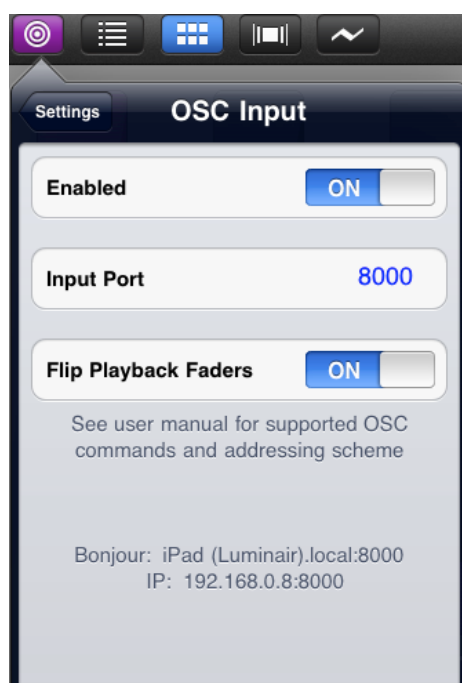 Settings
OSC Input
Enabled
ON
Input Port
8000
Flip Playback Faders
ON
See user manual for supported OSC
commands and addressing scheme
Bonjour: iPad (Luminair).local:8000
IP: 192.168.0.8:8000